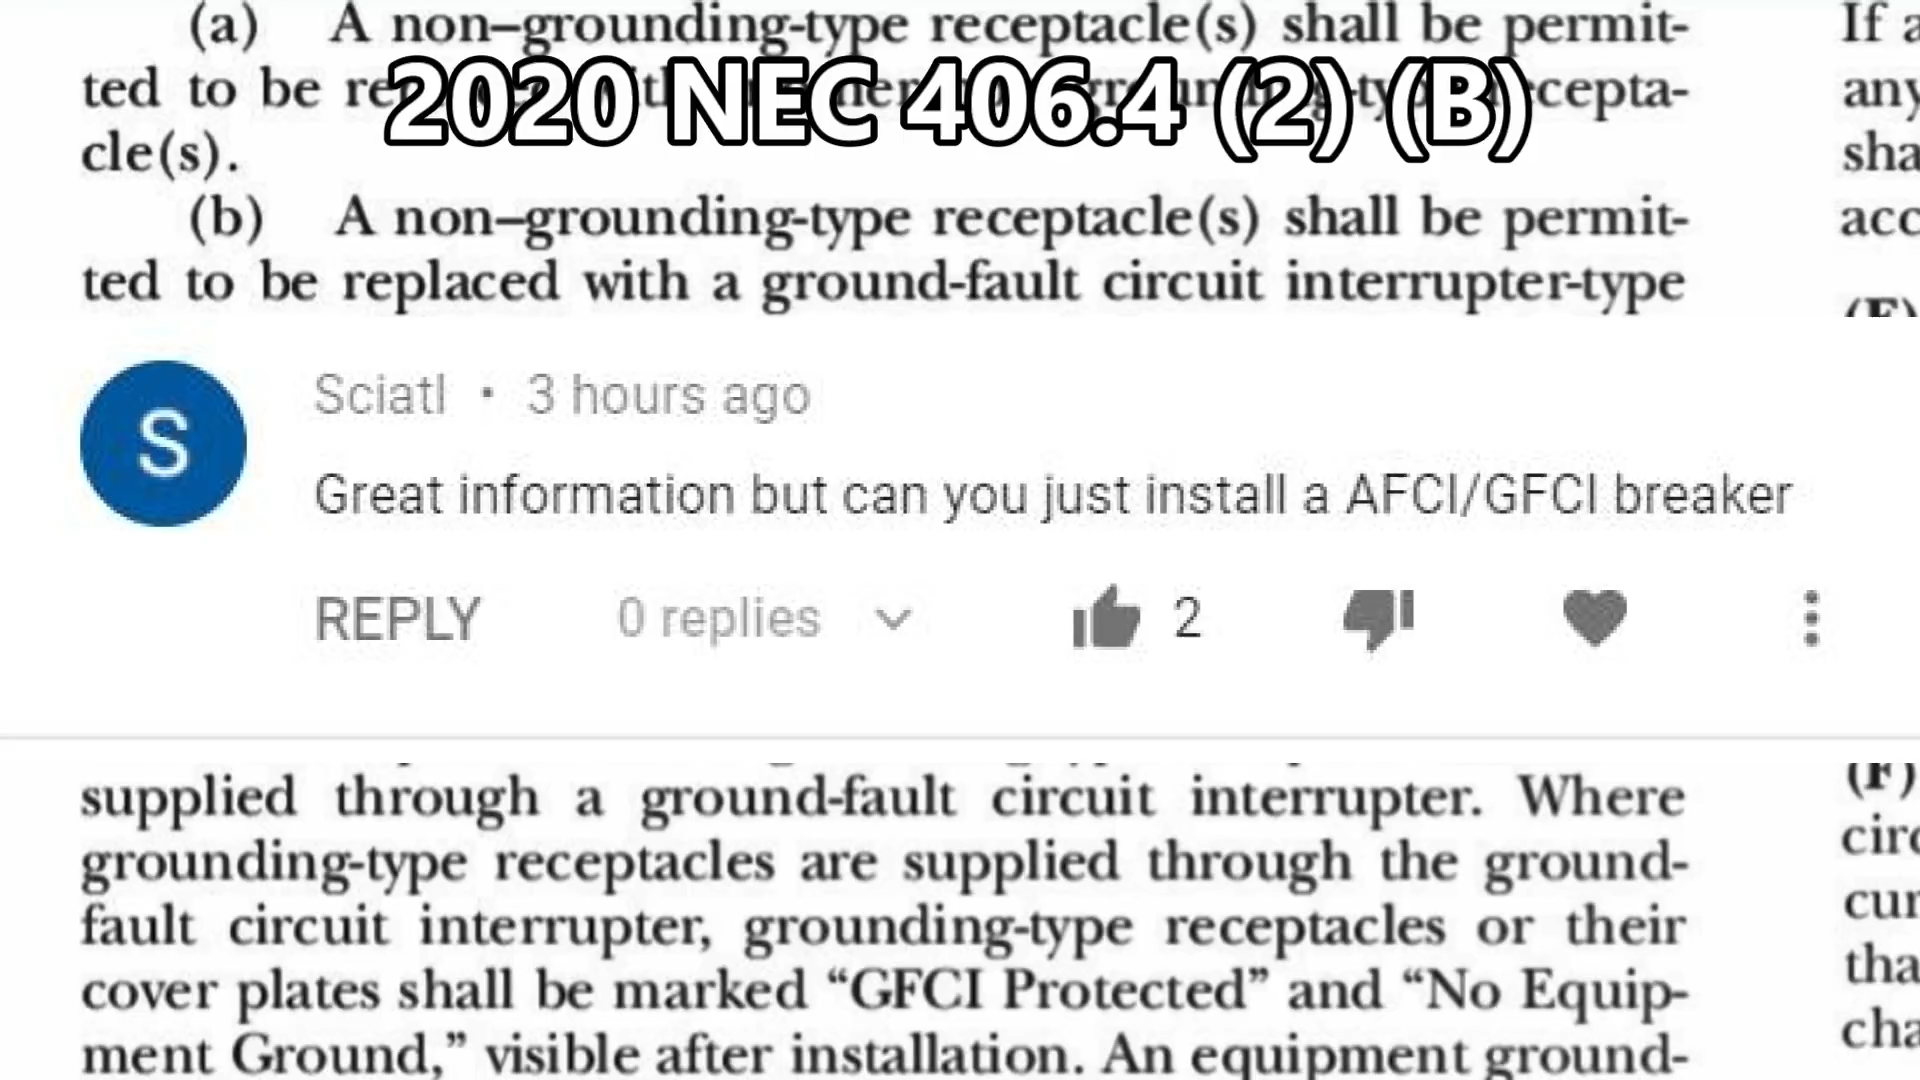 (a) A non–grounding-type receptacle(s) shall be permit-
ted to be
2020 NEC 406.4 (2) (B)
cle(s).
(b) A non–grounding-type receptacle(s) shall be permit-
ted to be replaced with a ground-fault circuit interrupter-type
If a
any
sha
acc
(E)
Sciatl • 3 hours ago
S
Great information but can you just install a AFCI/GFCI breaker
REPLY 0 replies 2
supplied through a ground-fault circuit interrupter. Where
grounding-type receptacles are supplied through the ground-
fault circuit interrupter, grounding-type receptacles or their
cover plates shall be marked “GFCI Protected” and “No Equip-
ment Ground,” visible after installation. An equipment ground-
(F)
circ
cur
tha
cha